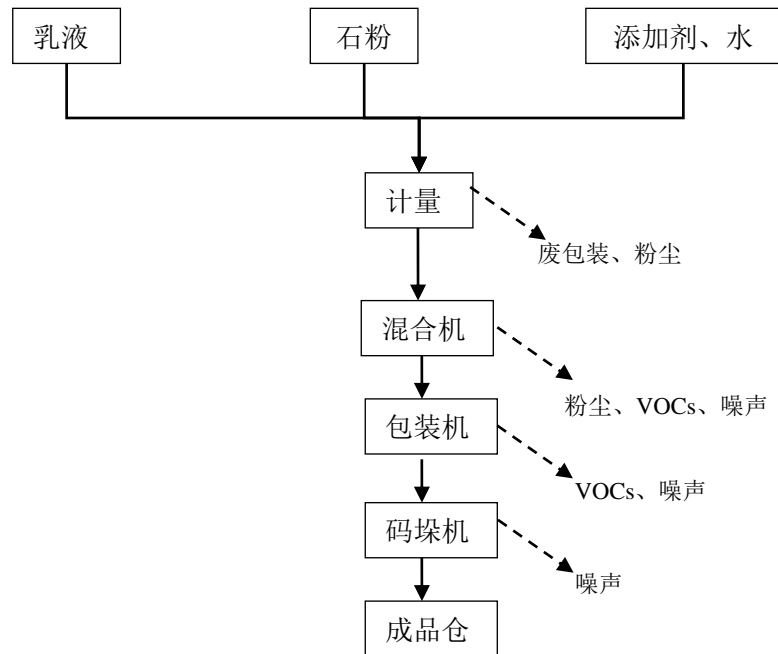 乳液
石粉
添加剂、水
计量
废包装、粉尘
混合机
粉尘、VOCs、噪声
包装机
VOCs、噪声
码垛机
噪声
成品仓